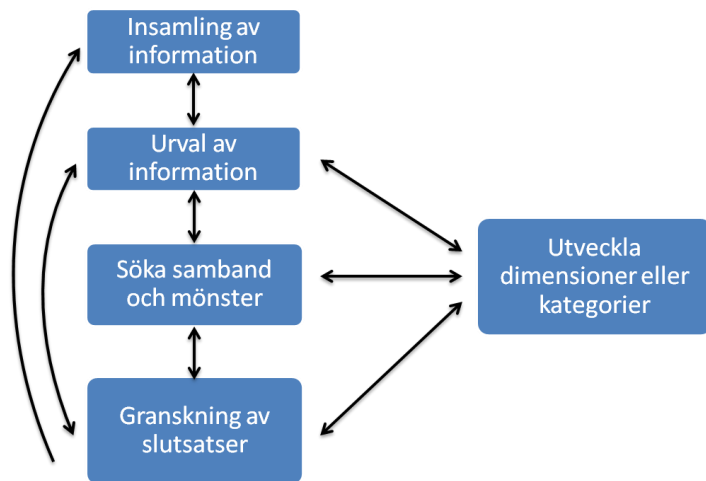 Insamling av
information
Urval av
information
Söka samband
och mönster
Granskning av
slutsatser
Utveckla
dimensioner eller
kategorier